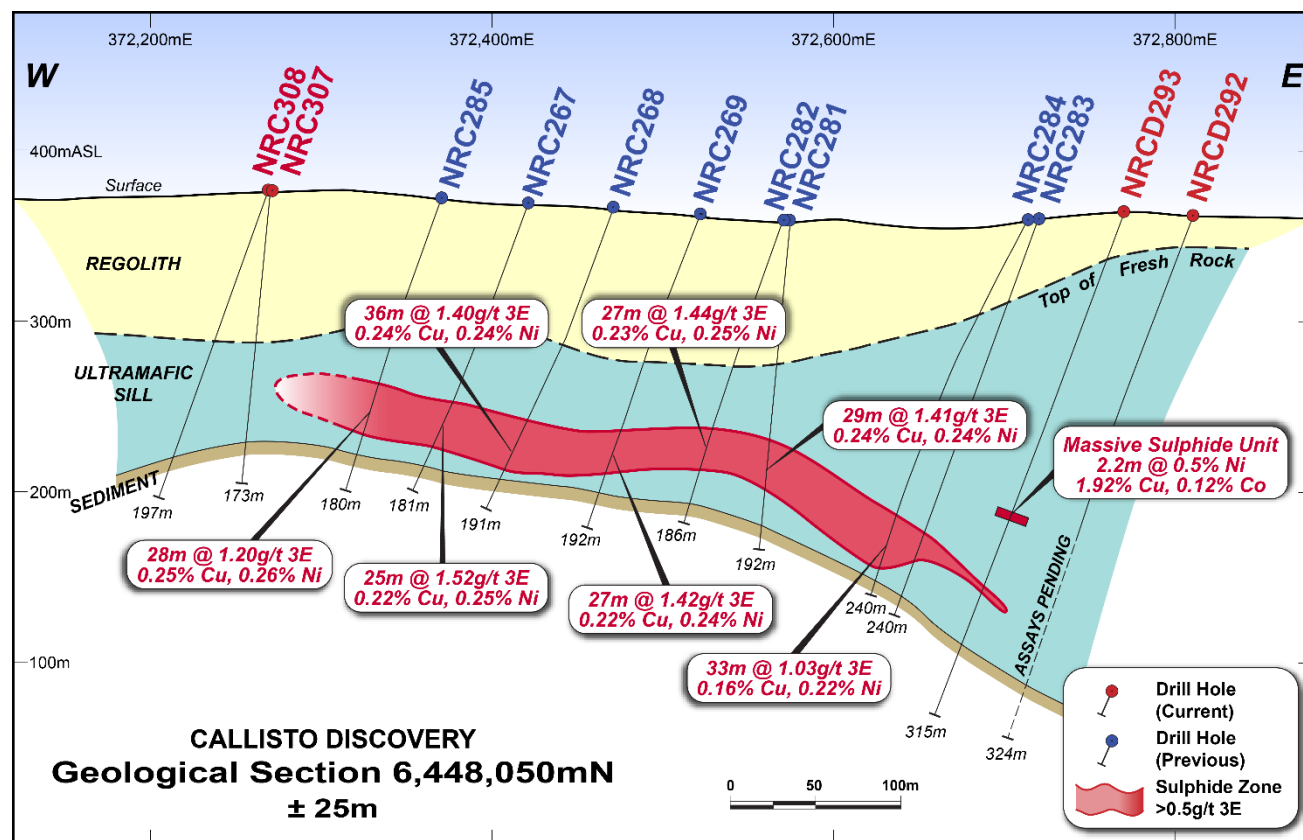 372,200mE
372,400mE
372,600mE
372,800mE
W
E
NRC308
NRC307
NRC285
NRC267
NRC268
NRC269
NRC282
NRC281
NRC284
NRC283
NRCD293
NRCD292
400mASL
Surface
REGOLITH
Top of Fresh Rock
300m
36m @ 1.40g/t 3E
0.24% Cu, 0.24% Ni
27m @ 1.44g/t 3E
0.23% Cu, 0.25% Ni
ULTRAMAFIC
SILL
29m @ 1.41g/t 3E
0.24% Cu, 0.24% Ni
Massive Sulphide Unit
2.2m @ 0.5% Ni
1.92% Cu, 0.12% Co
200m
SEDIMENT
197m
173m
180m
181m
191m
192m
186m
192m
240m
240m
315m
324m
28m @ 1.20g/t 3E
0.25% Cu, 0.26% Ni
25m @ 1.52g/t 3E
0.22% Cu, 0.25% Ni
27m @ 1.42g/t 3E
0.22% Cu, 0.24% Ni
33m @ 1.03g/t 3E
0.16% Cu, 0.22% Ni
ASSAYS PENDING
100m
CALLISTO DISCOVERY
Geological Section 6,448,050mN
± 25m
0 50 100m
Drill Hole
(Current)
Drill Hole
(Previous)
Sulphide Zone
>0.5g/t 3E